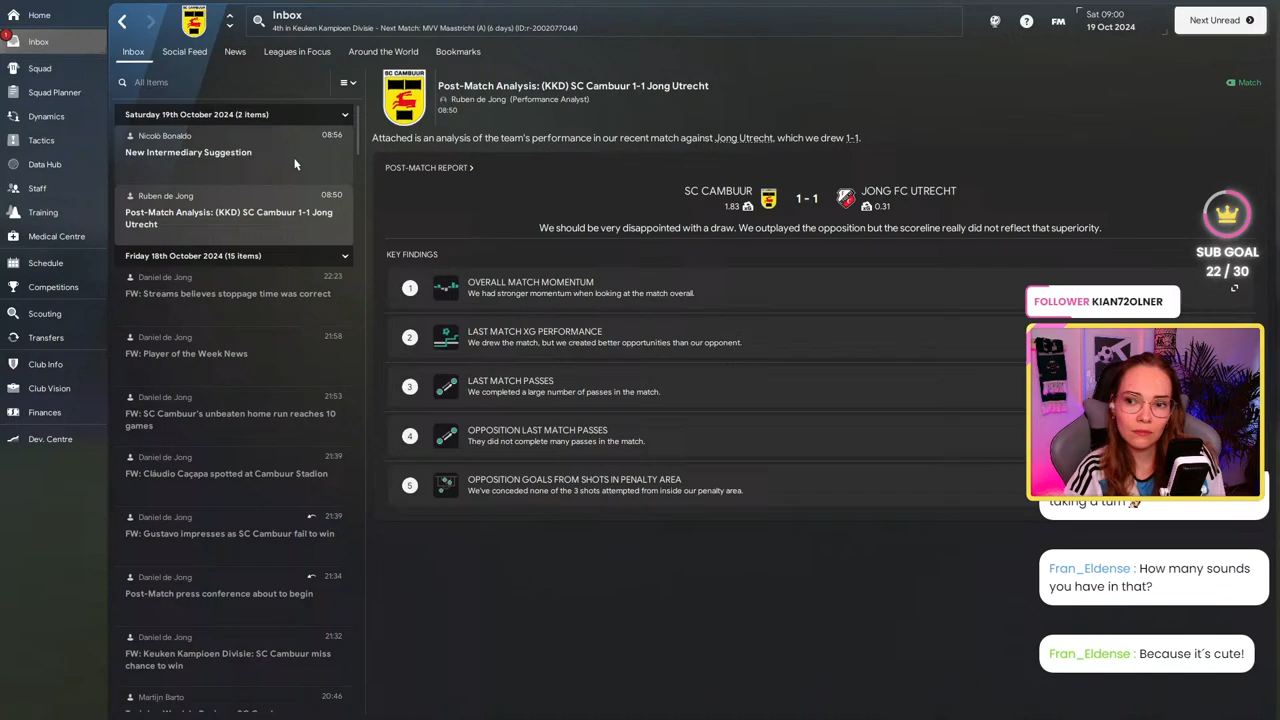 Home
1
Inbox
Squad
Squad Planner
Dynamics
Tactics
Data Hub
Staff
Training
Medical Centre
Schedule
Competitions
Scouting
Transfers
Club Info
Club Vision
Finances
Dev. Centre
Inbox
4th in Keuken Kampioen Divisie - Next Match: MVV Maastricht (A) (6 days) (ID:r-2002077044)
FM
Sat 09:00
19 Oct 2024
Next Unread
Inbox
Social Feed
News
Leagues in Focus
Around the World
Bookmarks
All Items
Saturday 19th October 2024 (2 items)
Nicolò Bonaldo
08:56
New Intermediary Suggestion
Ruben de Jong
08:50
Post-Match Analysis: (KKD) SC Cambuur 1-1 Jong
Utrecht
Friday 18th October 2024 (15 items)
Daniel de Jong
22:23
FW: Streams believes stoppage time was correct
Daniel de Jong
21:58
FW: Player of the Week News
Daniel de Jong
21:53
FW: SC Cambuur's unbeaten home run reaches 10
games
Daniel de Jong
21:39
FW: Cláudio Caçapa spotted at Cambuur Stadion
Daniel de Jong
21:39
FW: Gustavo impresses as SC Cambuur fail to win
Daniel de Jong
21:34
Post-Match press conference about to begin
Daniel de Jong
21:32
FW: Keuken Kampioen Divisie: SC Cambuur miss
chance to win
Martijn Barto
20:46
SC CAMBUUR
Post-Match Analysis: (KKD) SC Cambuur 1-1 Jong Utrecht
Ruben de Jong (Performance Analyst)
08:50
Match
Attached is an analysis of the team's performance in our recent match against Jong Utrecht, which we drew 1-1.
POST-MATCH REPORT
SC CAMBUUR
1.83
1 - 1
JONG FC UTRECHT
0.31
We should be very disappointed with a draw. We outplayed the opposition but the scoreline really did not reflect that superiority.
KEY FINDINGS
1
OVERALL MATCH MOMENTUM
We had stronger momentum when looking at the match overall.
2
LAST MATCH XG PERFORMANCE
We drew the match, but we created better opportunities than our opponent.
3
LAST MATCH PASSES
We completed a large number of passes in the match.
4
OPPOSITION LAST MATCH PASSES
They did not complete many passes in the match.
5
OPPOSITION GOALS FROM SHOTS IN PENALTY AREA
We've conceded none of the 3 shots attempted from inside our penalty area.
SUB GOAL
22 / 30
FOLLOWER KIAN72OLNER
taking a turn
Fran_Eldense : How many sounds
you have in that?
Fran_Eldense : Because it´s cute!